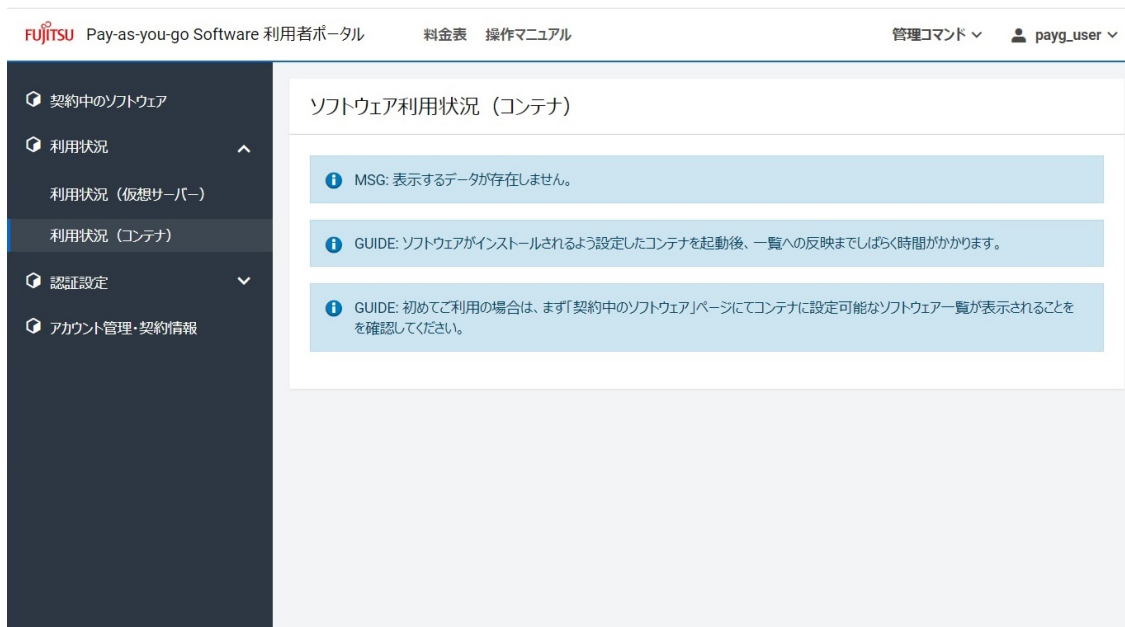 FUJITSU Pay-as-you-go Software 利用者ポータル 料金表 操作マニュアル 管理コマンド payg_user
契約中のソフトウェア
利用状況
利用状況（仮想サーバー）
利用状況（コンテナ）
認証設定
アカウント管理・契約情報
ソフトウェア利用状況（コンテナ）
MSG: 表示するデータが存在しません。
GUIDE: ソフトウェアがインストールされるよう設定したコンテナを起動後、一覧への反映までしばらく時間がかかります。
GUIDE: 初めてご利用の場合は、まず「契約中のソフトウェア」ページにてコンテナに設定可能なソフトウェア一覧が表示されることを
を確認してください。